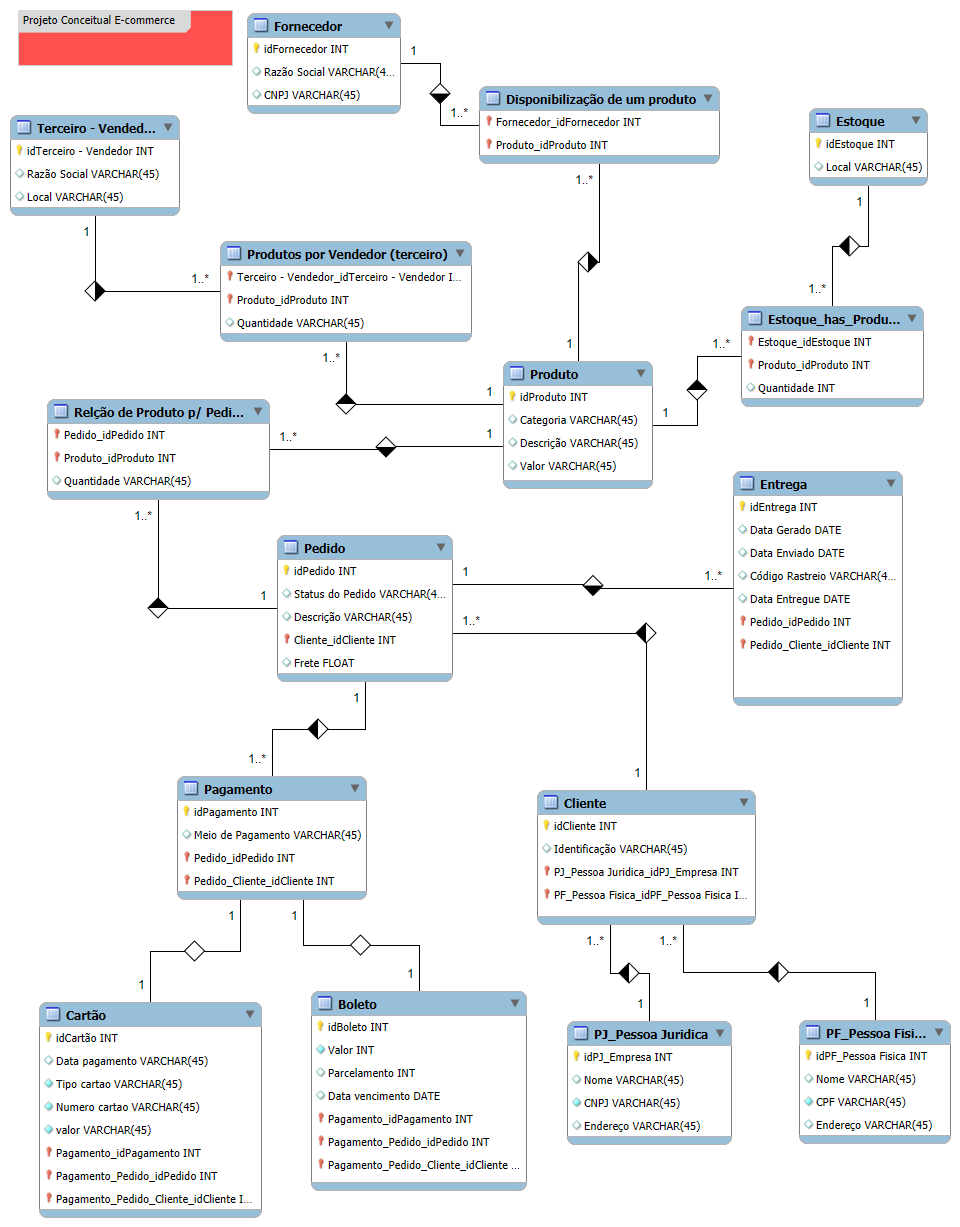 Projeto Conceitual E-commerce
Fornecedor
idFornecedor INT
Razão Social VARCHAR(4...
CNPJ VARCHAR(45)
1
1..*
Disponibilização de um produto
Fornecedor_idFornecedor INT
Produto_idProduto INT
1..*
1
Terceiro - Vended...
idTerceiro - Vendedor INT
Razão Social VARCHAR(45)
Local VARCHAR(45)
1
1..*
Estoque
idEstoque INT
Local VARCHAR(45)
1
1..*
Produtos por Vendedor (terceiro)
Terceiro - Vendedor_idTerceiro - Vendedor I...
Produto_idProduto INT
Quantidade VARCHAR(45)
1..*
1
Estoque_has_Produ...
Estoque_idEstoque INT
Produto_idProduto INT
Quantidade INT
1..*
1
Produto
idProduto INT
Categoria VARCHAR(45)
Descrição VARCHAR(45)
Valor VARCHAR(45)
Relção de Produto p/ Pedi...
Pedido_idPedido INT
Produto_idProduto INT
Quantidade VARCHAR(45)
1..*
1
1..*
1
Entrega
idEntrega INT
Data Gerado DATE
Data Enviado DATE
Código Rastreio VARCHAR(4...
Data Entregue DATE
Pedido_idPedido INT
Pedido_Cliente_idCliente INT
Pedido
idPedido INT
Status do Pedido VARCHAR(4...
Descrição VARCHAR(45)
Cliente_idCliente INT
Frete FLOAT
1
1..*
1..*
1
1
1..*
Pagamento
idPagamento INT
Meio de Pagamento VARCHAR(45)
Pedido_idPedido INT
Pedido_Cliente_idCliente INT
Cliente
idCliente INT
Identificação VARCHAR(45)
PJ_Pessoa Juridica_idPJ_Empresa INT
PF_Pessoa Fisica_idPF_Pessoa Fisica I...
1
1
1
1
1..*
1
1..*
1
Cartão
idCartão INT
Data pagamento VARCHAR(45)
Tipo cartao VARCHAR(45)
Numero cartao VARCHAR(45)
valor VARCHAR(45)
Pagamento_idPagamento INT
Pagamento_Pedido_idPedido INT
Pagamento_Pedido_Cliente_idCliente I...
Boleto
idBoleto INT
Valor INT
Parcelamento INT
Data vencimento DATE
Pagamento_idPagamento INT
Pagamento_Pedido_idPedido INT
Pagamento_Pedido_Cliente_idCliente ...
PJ_Pessoa Juridica
idPJ_Empresa INT
Nome VARCHAR(45)
CNPJ VARCHAR(45)
Endereço VARCHAR(45)
PF_Pessoa Fisi...
idPF_Pessoa Fisica INT
Nome VARCHAR(45)
CPF VARCHAR(45)
Endereço VARCHAR(45)